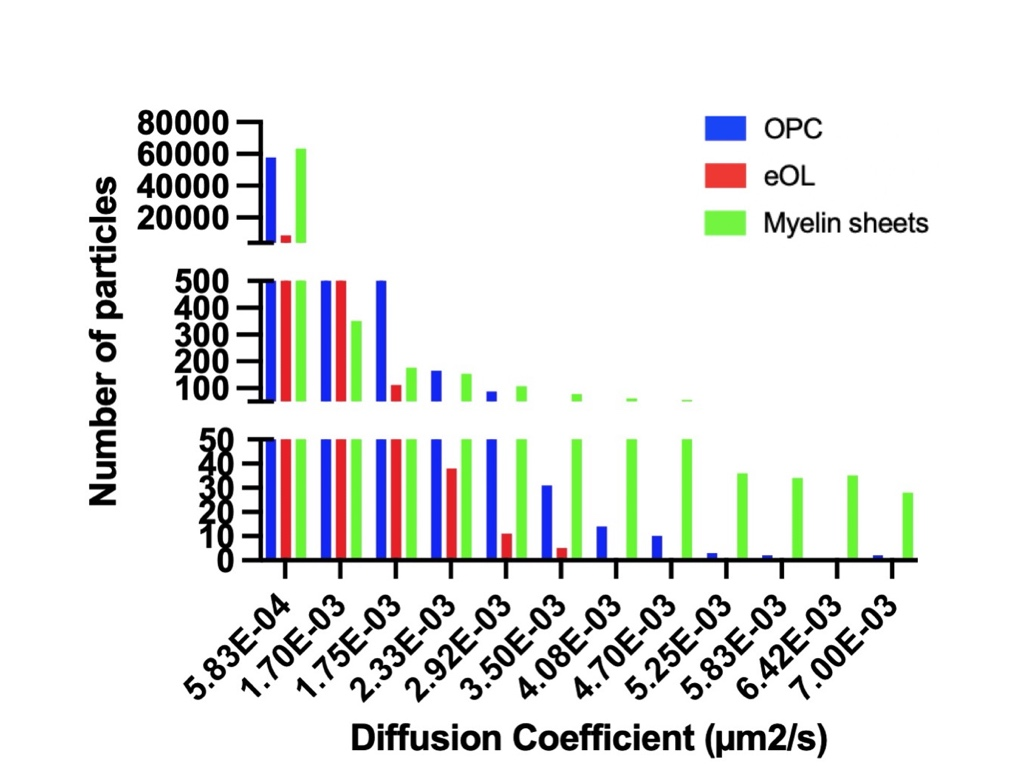 80000
60000
40000
20000
500
400
300
200
100
50
40
30
20
10
0
Number of particles
OPC
eOL
Myelin sheets
5.83E-04
1.70E-03
1.75E-03
2.33E-03
2.92E-03
3.50E-03
4.08E-03
4.70E-03
5.25E-03
5.83E-03
6.42E-03
7.00E-03
Diffusion Coefficient (µm2/s)